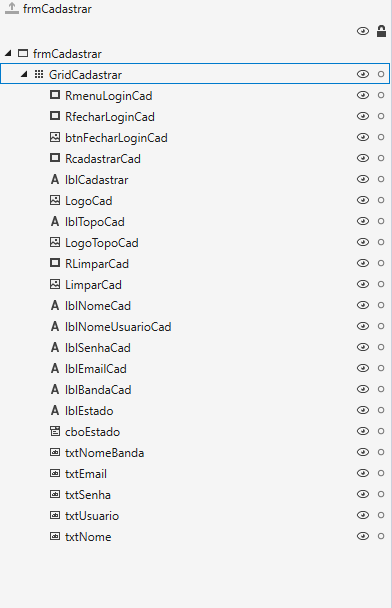 frmCadastrar
frmCadastrar
GridCadastrar
RmenuLoginCad
RfecharLoginCad
btnFecharLoginCad
RcadastrarCad
lblCadastrar
LogoCad
lblTopoCad
LogoTopoCad
RLimparCad
LimparCad
lblNomeCad
lblNomeUsuarioCad
lblSenhaCad
lblEmailCad
lblBandaCad
lblEstado
cboEstado
txtNomeBanda
txtEmail
txtSenha
txtUsuario
txtNome